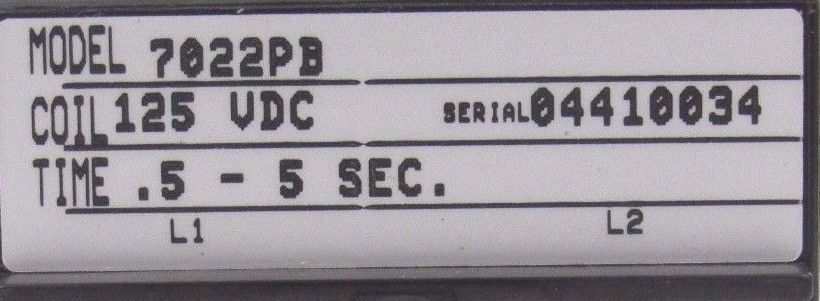 MODEL 7022PB
COIL 125 VDC SERIAL 04410034
TIME .5 - 5 SEC.
L1 L2